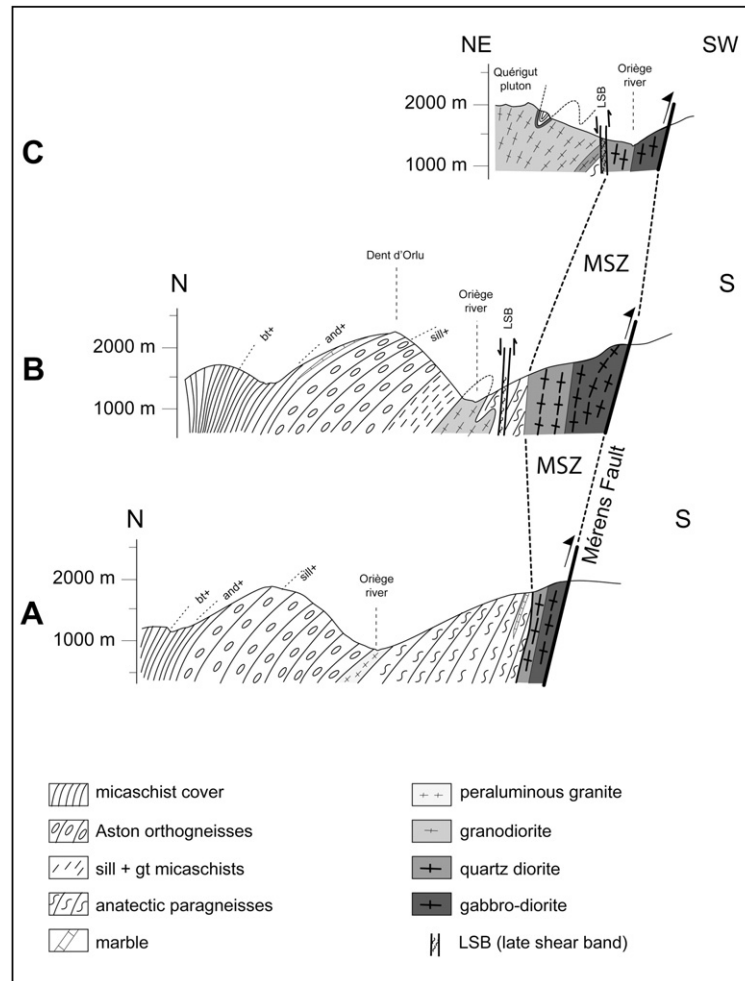 NE
SW
Quérigut
pluton
LSB
Oriège
river
2000 m
1000 m
C
MSZ
N
S
Dent d'Orlu
Oriège
river
LSB
bt+
and+
sill+
2000 m
1000 m
B
MSZ
Mérens Fault
N
S
bt+
and+
sill+
Oriège
river
2000 m
1000 m
A
micaschist cover
Aston orthogneisses
sill + gt micaschists
anatectic paragneisses
marble
peraluminous granite
granodiorite
quartz diorite
gabbro-diorite
LSB (late shear band)